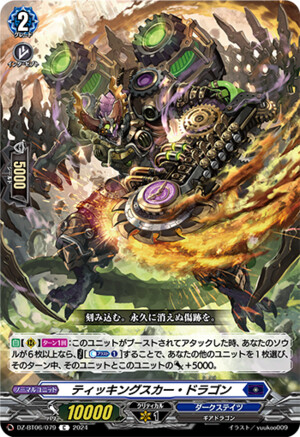 2
グレード
インターセプト
5000
シールド
刻み込む。永久に消えぬ傷跡を。
【自】【(R)】【ターン1回】:このユニットがブーストされてアタックした時、あなたのソウルが6枚以上なら、【コスト】することで、あなたの他のユニットを1枚選び、そのターン中、そのユニットとこのユニットのパワー+5000。
ノーマルユニット
ティッキングスカー・ドラゴン
パワー
10000
クリティカル
1
ダークステイツ
ギアドラゴン
DZ-BT06/079 C 2024
イラスト/yuukoo009